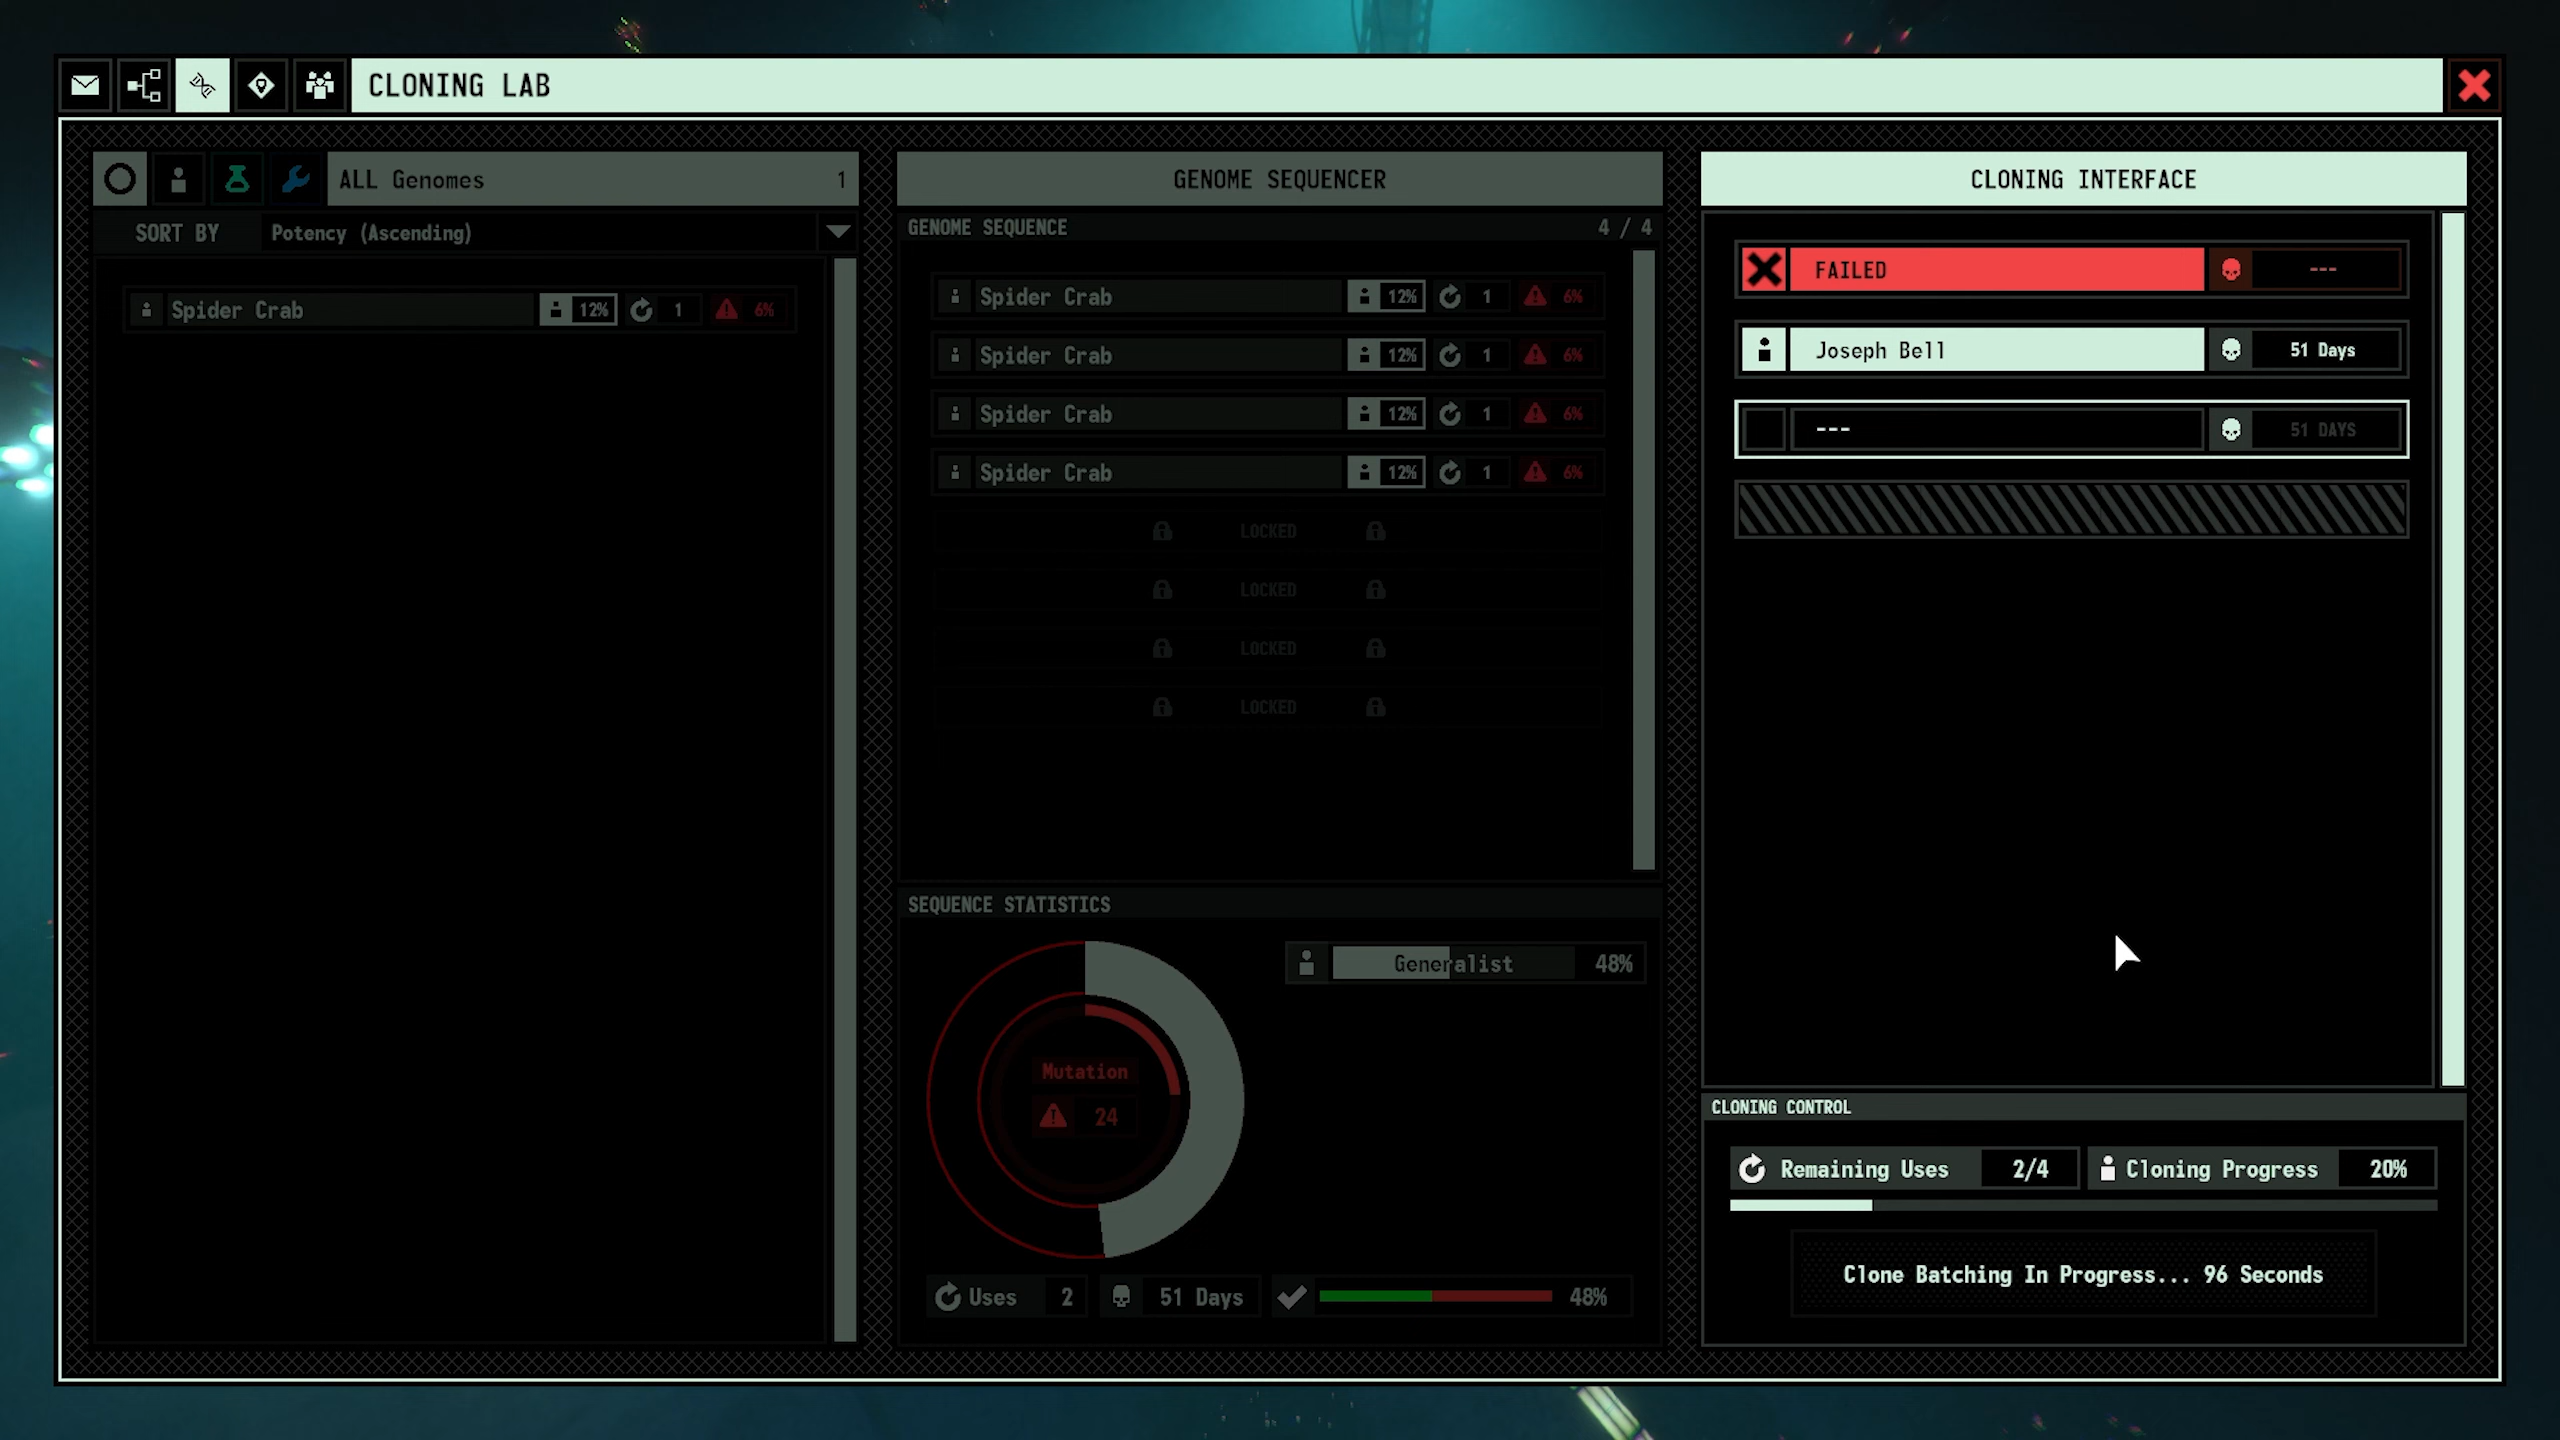 CLONING LAB
ALL Genomes 1
SORT BY Potency (Ascending)
Spider Crab 12% 1 6%
GENOME SEQUENCER
GENOME SEQUENCE 4 / 4
Spider Crab 12% 1 6%
Spider Crab 12% 1 6%
Spider Crab 12% 1 6%
Spider Crab 12% 1 6%
LOCKED
LOCKED
LOCKED
LOCKED
SEQUENCE STATISTICS
Generalist 48%
Mutation
24
Uses 2 51 Days 48%
CLONING INTERFACE
FAILED ---
Joseph Bell 51 Days
--- 51 DAYS
CLONING CONTROL
Remaining Uses 2/4 Cloning Progress 20%
Clone Batching In Progress... 96 Seconds